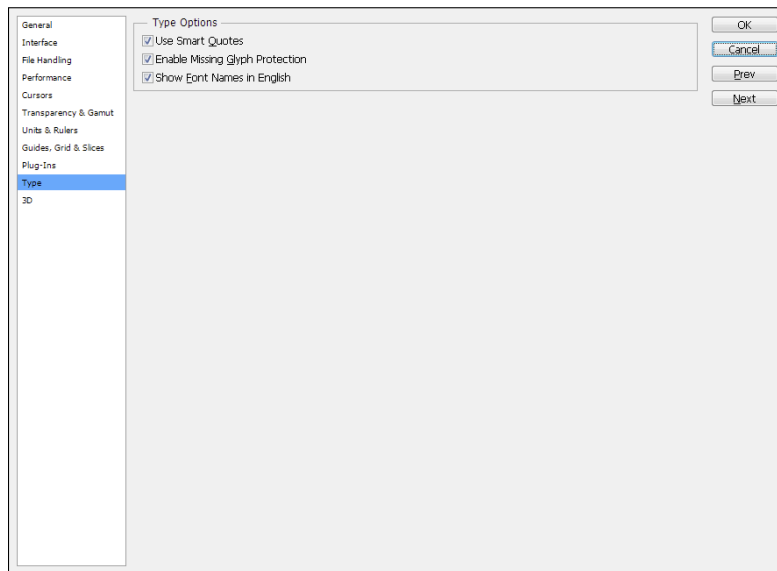 General
Interface
File Handling
Performance
Cursors
Transparency & Gamut
Units & Rulers
Guides, Grid & Slices
Plug-Ins
Type
3D
Type Options
Use Smart Quotes
Enable Missing Glyph Protection
Show Font Names in English
OK
Cancel
Prev
Next